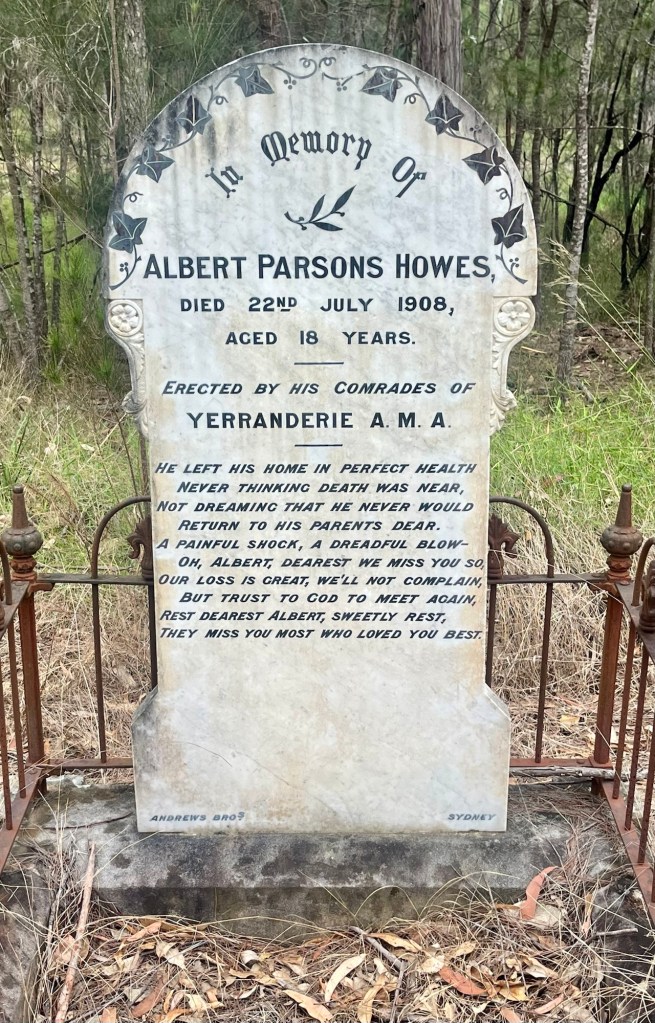 In Memory Of
ALBERT PARSONS HOWES,
DIED 22ND JULY 1908,
AGED 18 YEARS.
ERECTED BY HIS COMRADES OF
YERRANDERIE A.M.A.
HE LEFT HIS HOME IN PERFECT HEALTH
NEVER THINKING DEATH WAS NEAR,
NOT DREAMING THAT HE NEVER WOULD
RETURN TO HIS PARENTS DEAR.
A PAINFUL SHOCK, A DREADFUL BLOW—
OH, ALBERT, DEAREST WE MISS YOU SO,
OUR LOSS IS GREAT, WE'LL NOT COMPLAIN,
BUT TRUST TO GOD TO MEET AGAIN,
REST DEAREST ALBERT, SWEETLY REST,
THEY MISS YOU MOST WHO LOVED YOU BEST.
ANDREWS BROS. SYDNEY